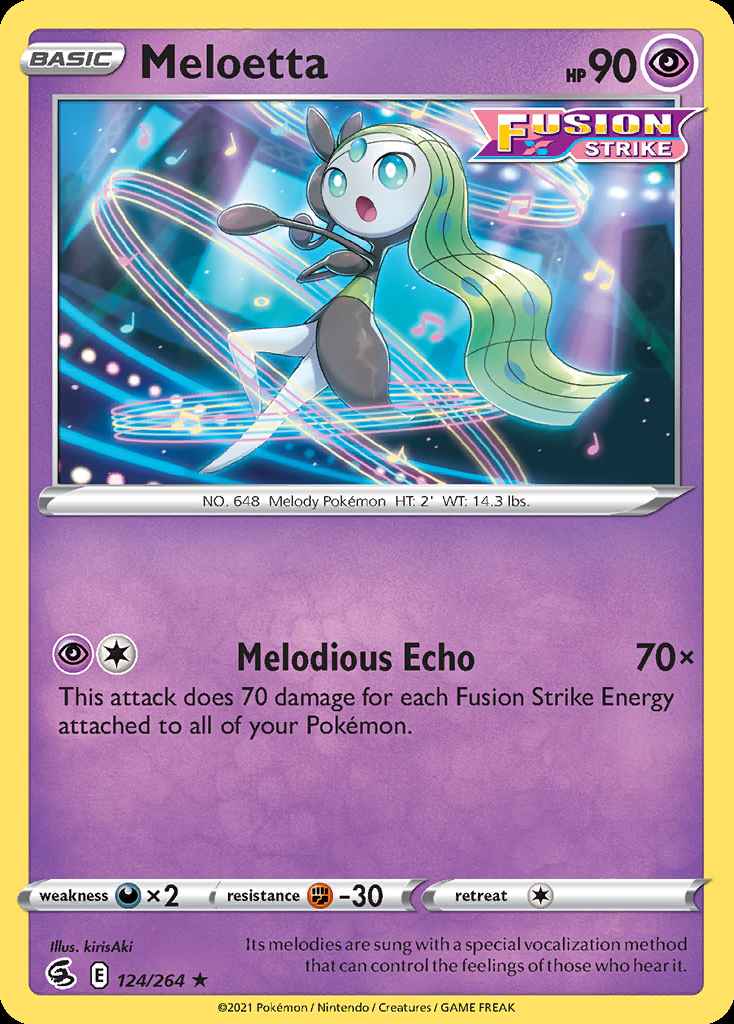 BASIC Meloetta HP 90
FUSION
STRIKE
NO. 648 Melody Pokémon HT: 2' WT: 14.3 lbs.
Melodious Echo 70×
This attack does 70 damage for each Fusion Strike Energy
attached to all of your Pokémon.
weakness ×2 resistance -30 retreat
Illus. kirisAki
Its melodies are sung with a special vocalization method
that can control the feelings of those who hear it.
E 124/264 ★
©2021 Pokémon / Nintendo / Creatures / GAME FREAK